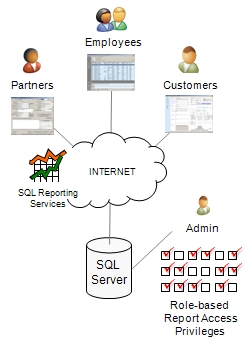 Employees
Partners
Customers
INTERNET
SQL Reporting
Services
Admin
SQL
Server
Role-based
Report Access
Privileges